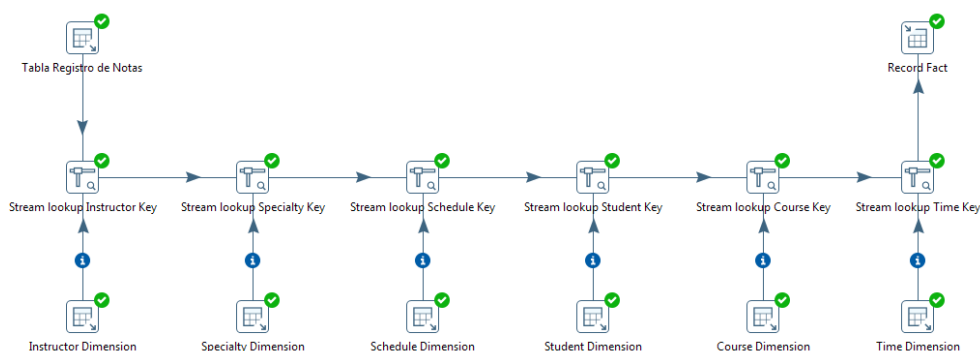 Tabla Registro de Notas
Record Fact
Stream lookup Instructor Key
Stream lookup Specialty Key
Stream lookup Schedule Key
Stream lookup Student Key
Stream lookup Course Key
Stream lookup Time Key
Instructor Dimension
Specialty Dimension
Schedule Dimension
Student Dimension
Course Dimension
Time Dimension